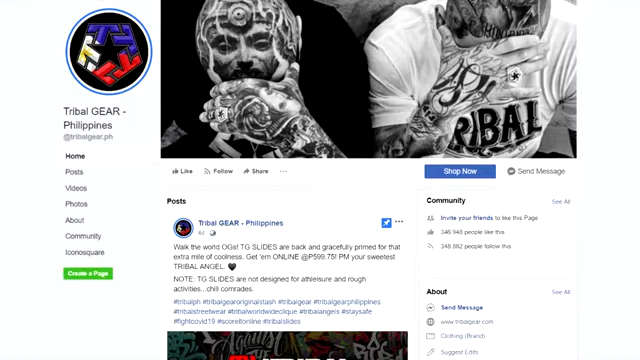 TRIBAL
Tribal GEAR -
Philippines
@tribalgear.ph
Home
Posts
Videos
Photos
About
Community
Iconosquare
Create a Page
Like
Follow
Share
Shop Now
Send Message
Posts
Tribal GEAR - Philippines
4d
Walk the world OGs! TG SLIDES are back and gracefully primed for that
extra mile of coolness. Get 'em ONLINE @P599.75! PM your sweetest
TRIBAL ANGEL
NOTE: TG SLIDES are not designed for athleisure and rough
activities...chill comrades.
#tribalph #tribalgearoriginalstash #tribalgear #tribalgearphilippines
#tribalstreetwear #tribalworldwideclique #tribalangels #staysafe
#fightcovid19 #scoreitonline #tribalslides
Community
See All
Invite your friends to like this Page
346,948 people like this
348,882 people follow this
About
See All
Send Message
www.tribalgear.com
Clothing (Brand)
Suggest Edits